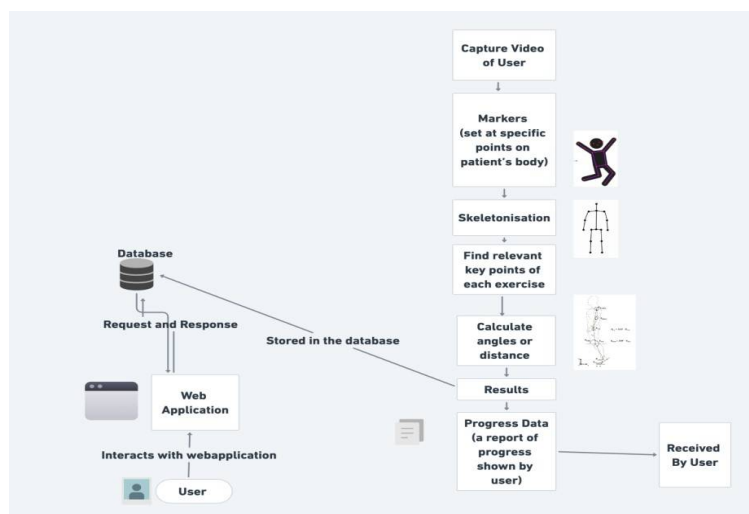 Capture Video
of User
Markers
(set at specific
points on
patient's body)
Skeletonisation
Find relevant
key points of
each exercise
Calculate
angles or
distance
Results
Progress Data
(a report of
progress
shown by
user)
Received
By User
Database
Request and Response
Stored in the database
Web
Application
Interacts with webapplication
User